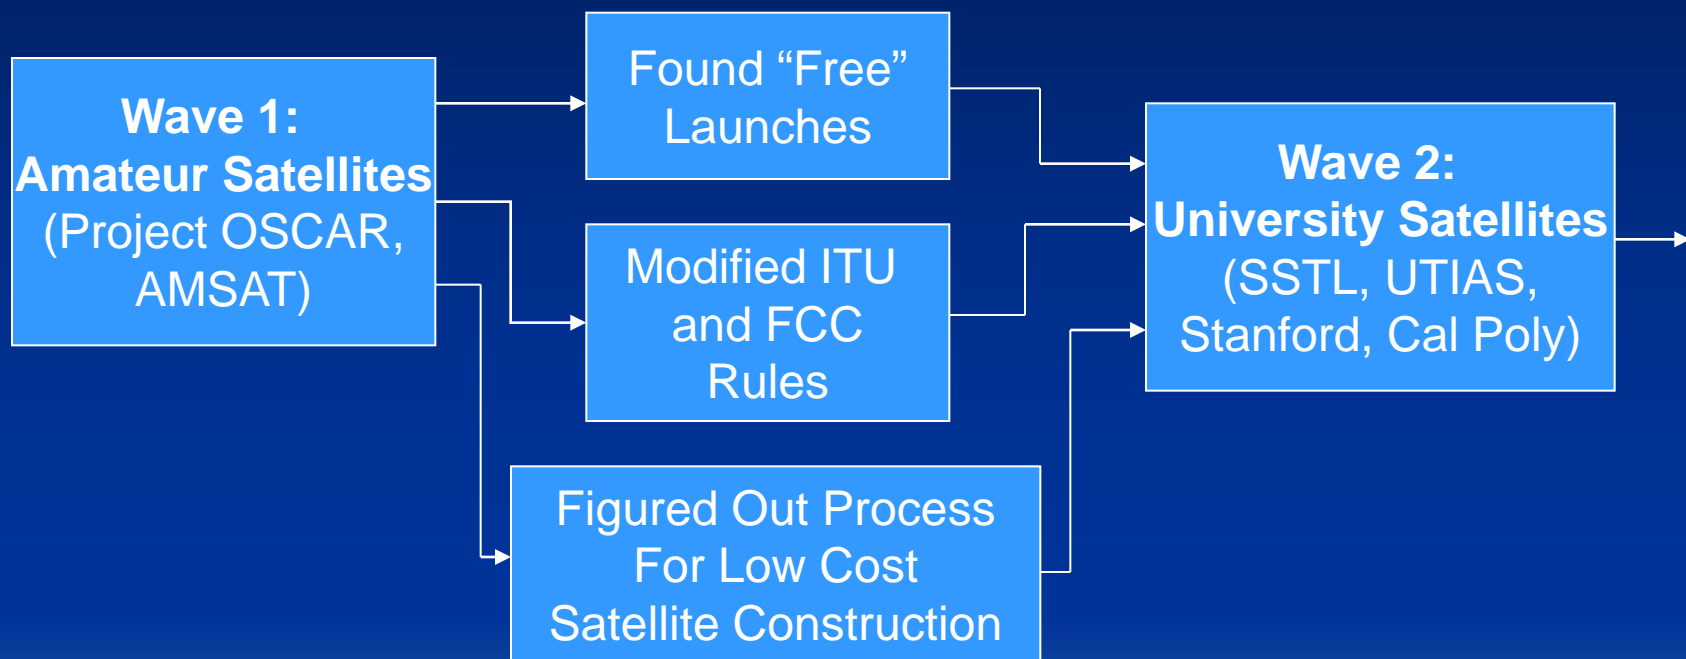 Wave 1:
Amateur Satellites
(Project OSCAR,
AMSAT)
Found “Free”
Launches
Modified ITU
and FCC
Rules
Figured Out Process
For Low Cost
Satellite Construction
Wave 2:
University Satellites
(SSTL, UTIAS,
Stanford, Cal Poly)